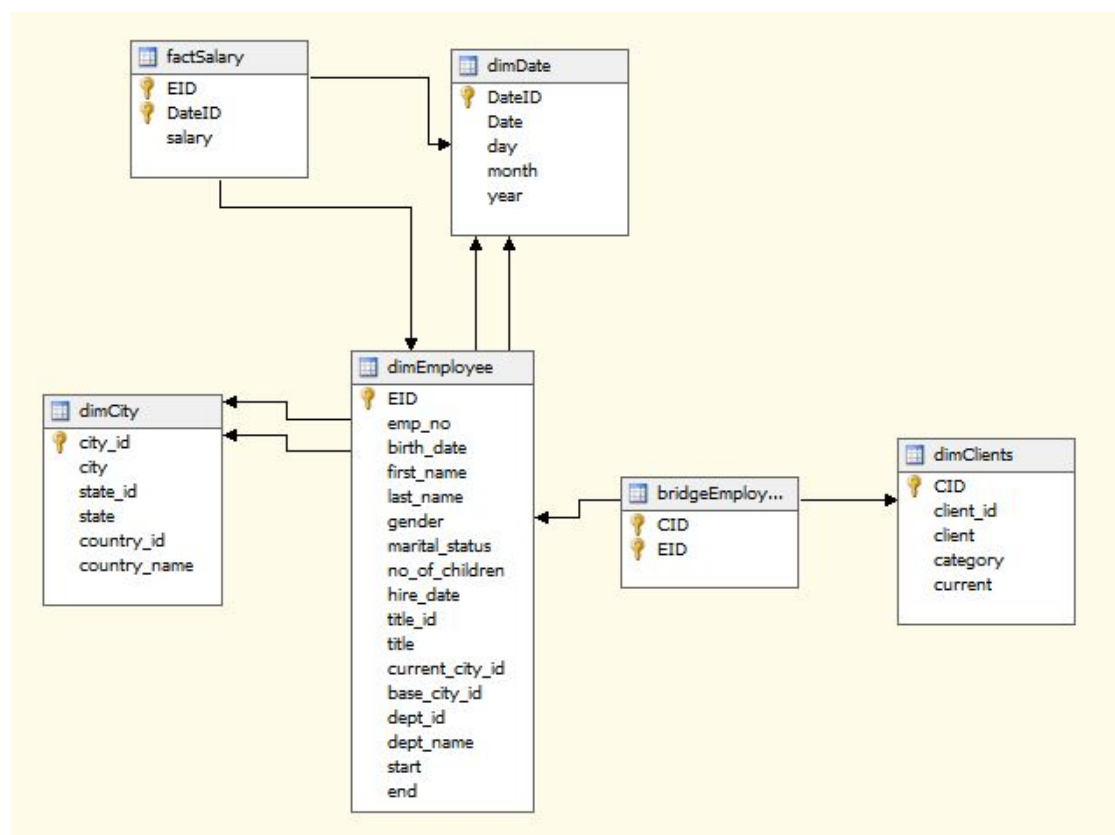 factSalary
EID
DateID
salary
dimDate
DateID
Date
day
month
year
dimEmployee
EID
emp_no
birth_date
first_name
last_name
gender
marital_status
no_of_children
hire_date
title_id
title
current_city_id
base_city_id
dept_id
dept_name
start
end
dimCity
city_id
city
state_id
state
country_id
country_name
bridgeEmploy...
CID
EID
dimClients
CID
client_id
client
category
current